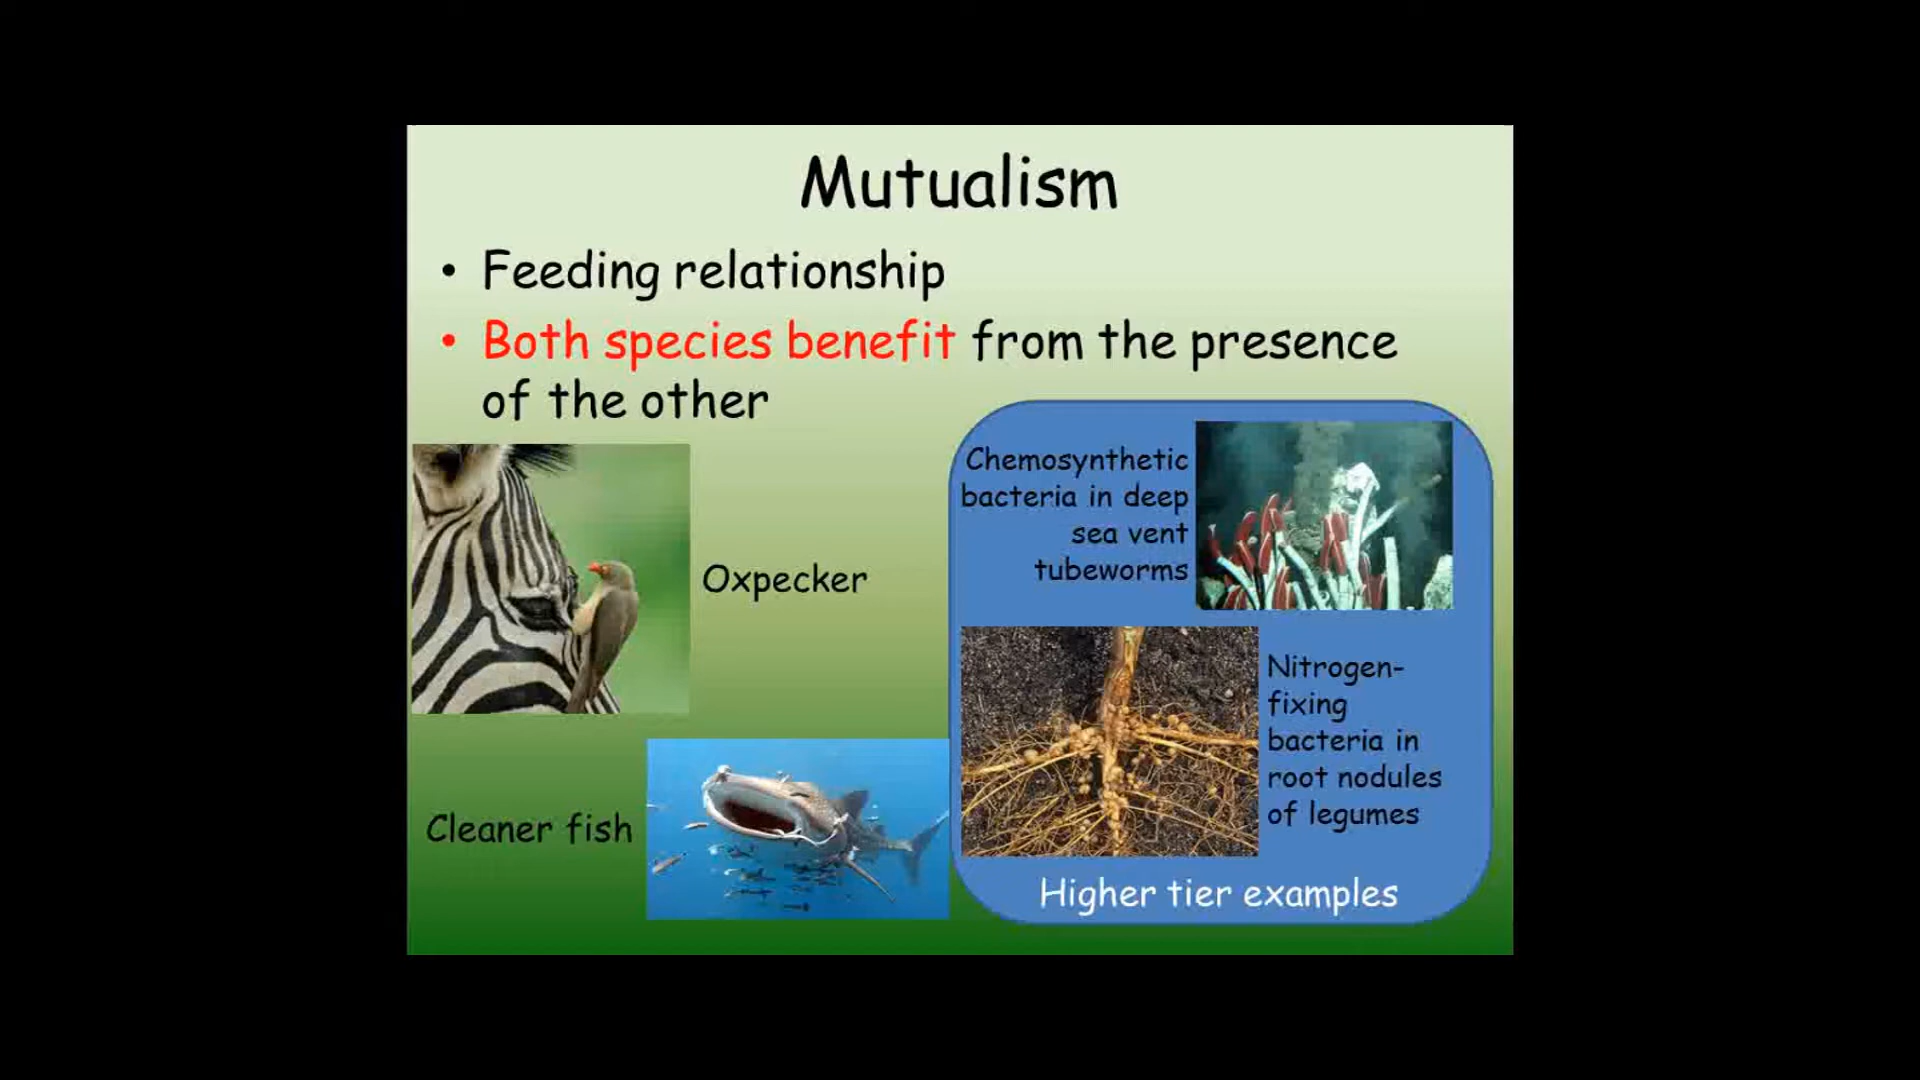 Mutualism
• Feeding relationship
• Both species benefit from the presence
of the other
Oxpecker
Cleaner fish
Chemosynthetic
bacteria in deep
sea vent
tubeworms
Nitrogen-
fixing
bacteria in
root nodules
of legumes
Higher tier examples